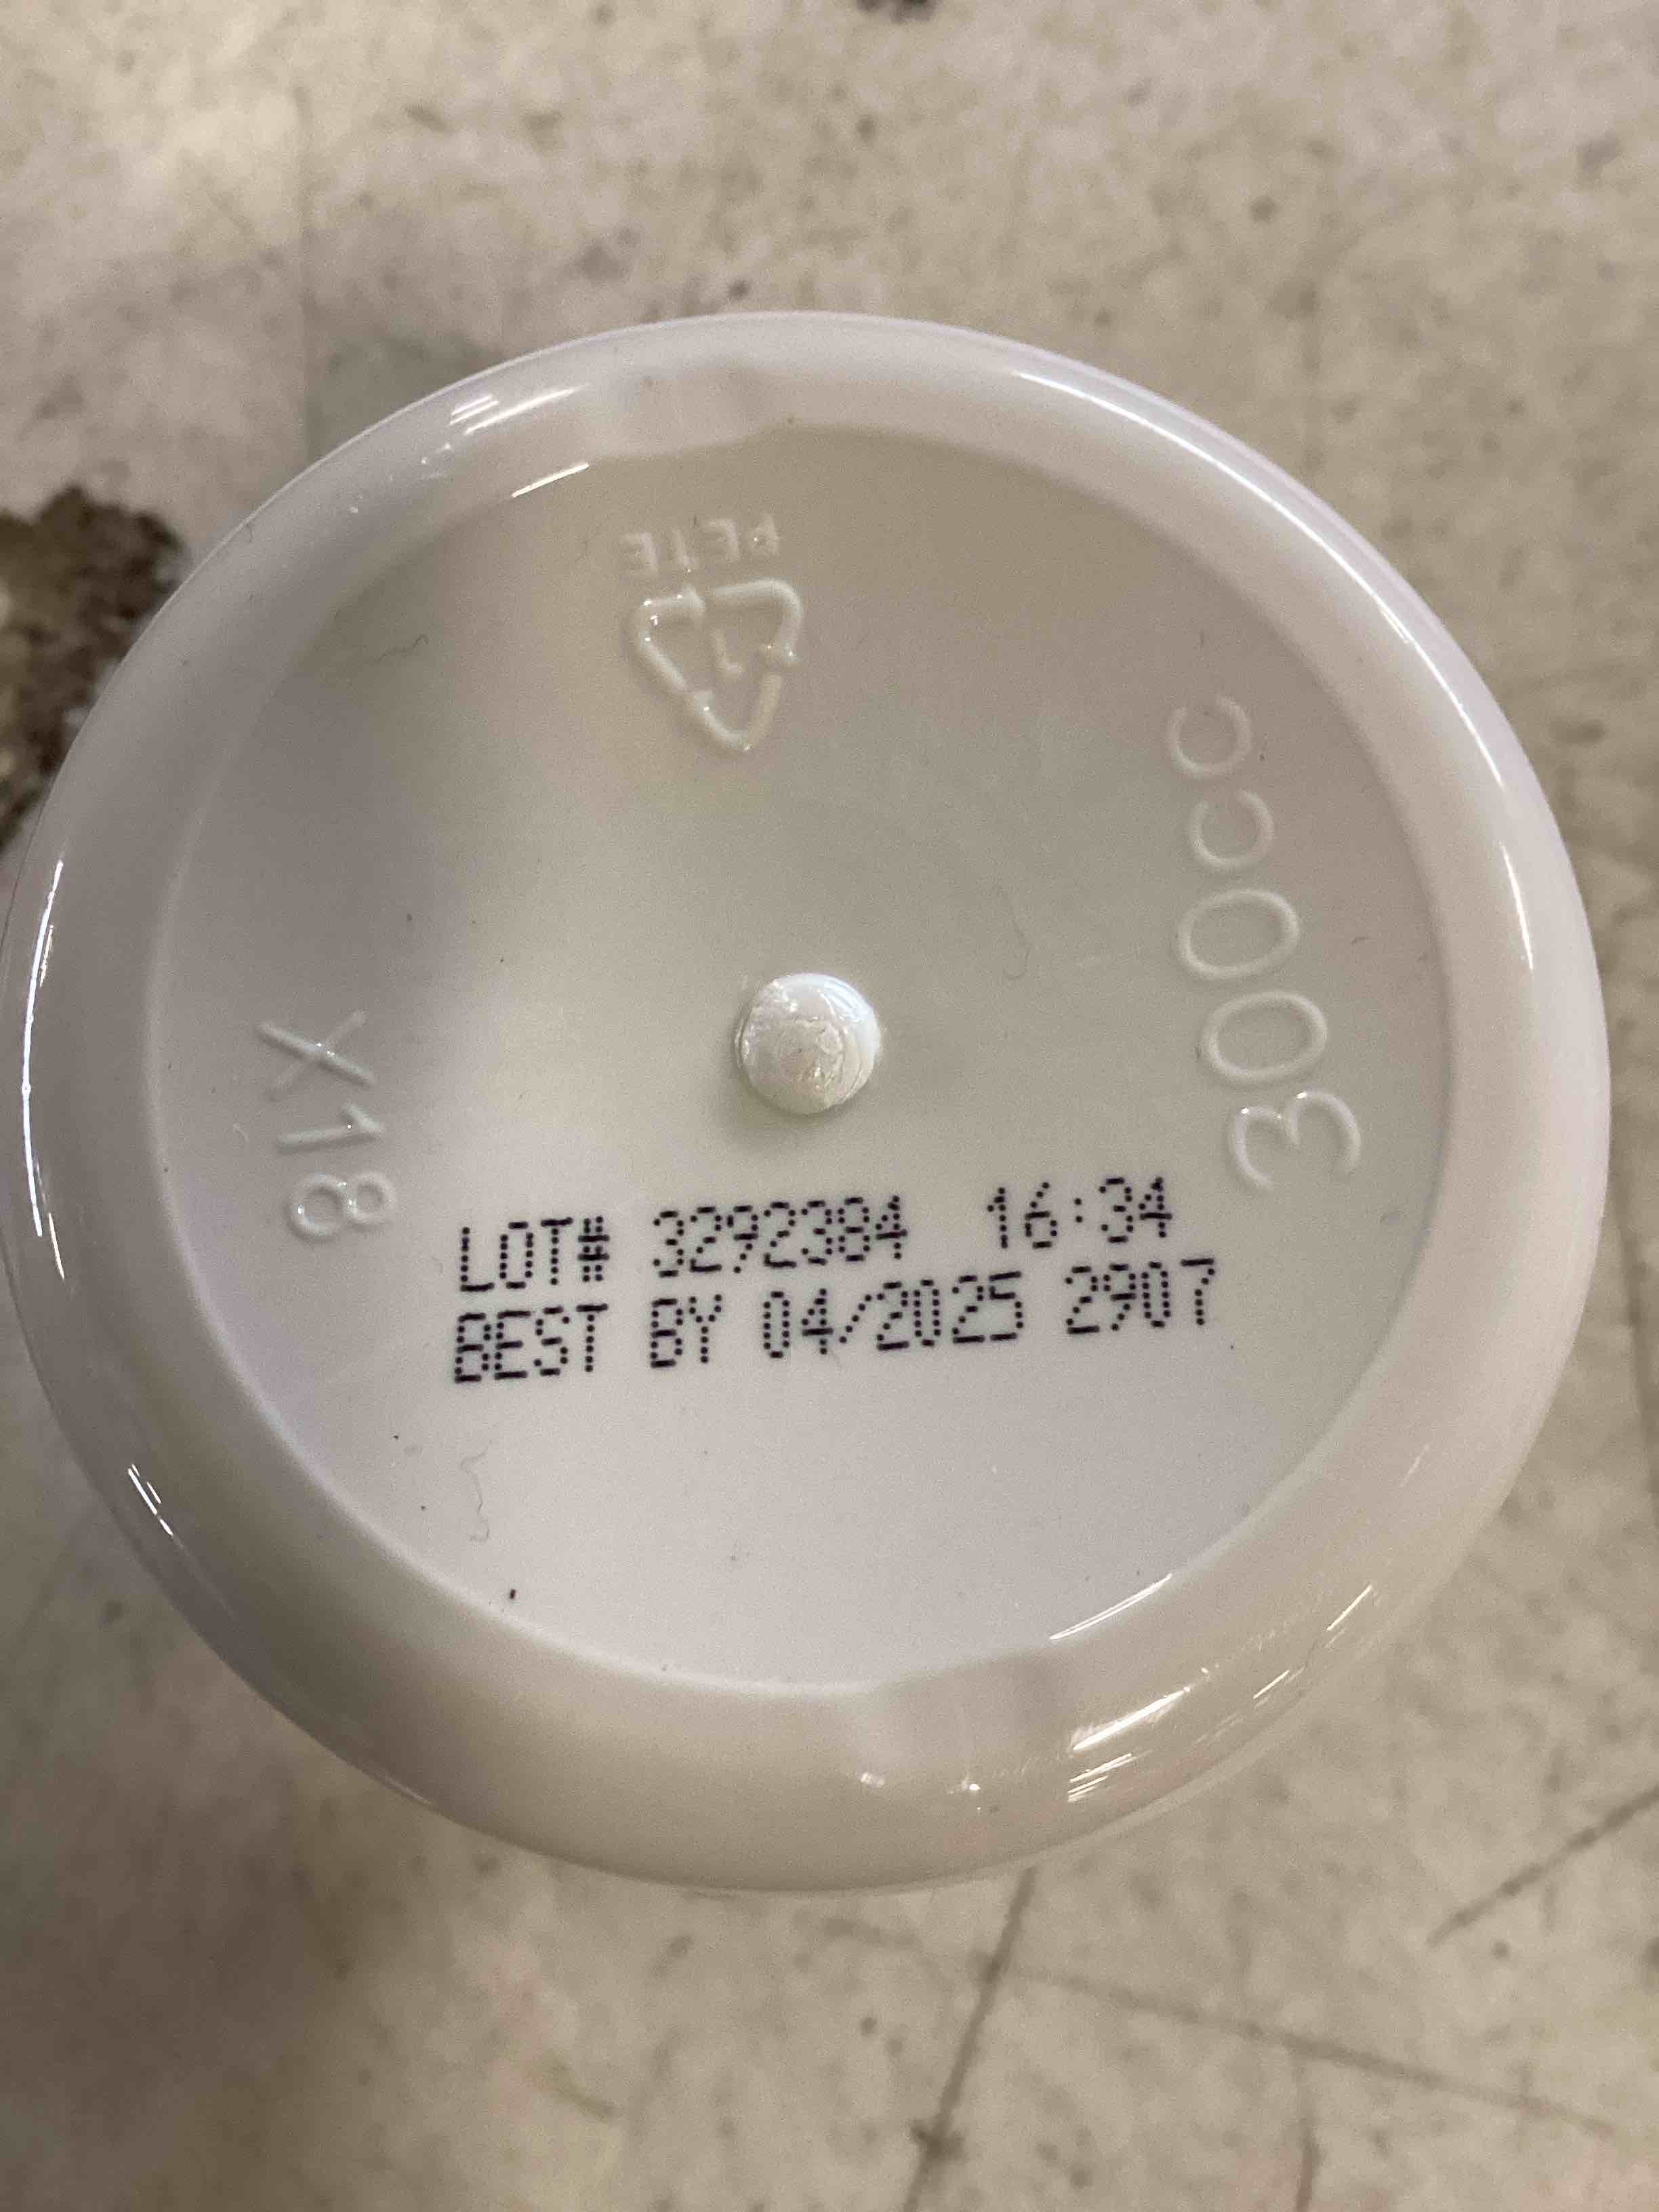 PETE
1
300cc
X18
LOT# 3292384 16:34
BEST BY 04/2025 2907